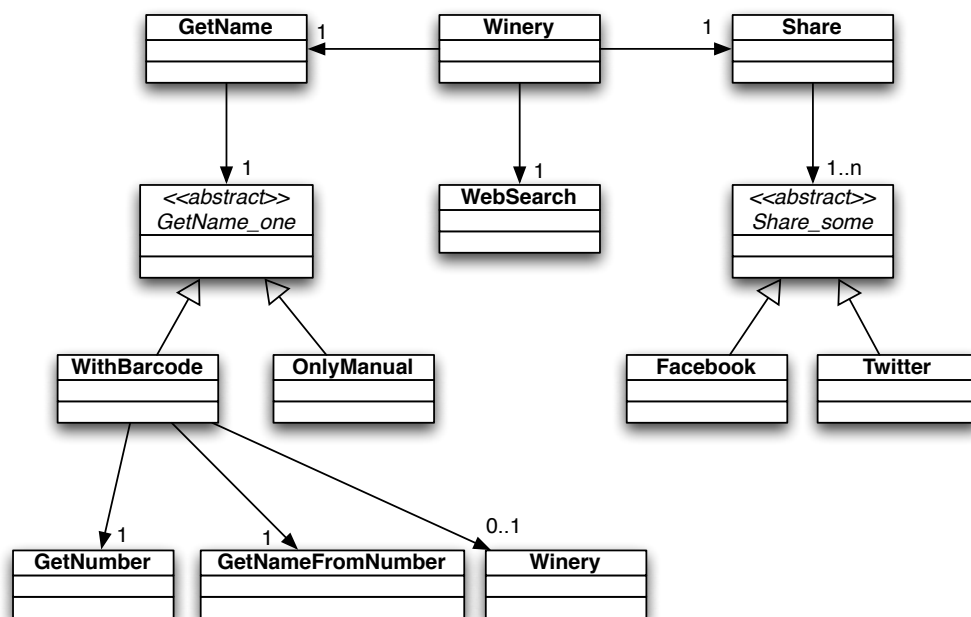 GetName
1
Winery
1
Share
1
1
1..n
<<abstract>>
GetName_one
WebSearch
<<abstract>>
Share_some
WithBarcode
OnlyManual
Facebook
Twitter
1
1
0..1
GetNumber
GetNameFromNumber
Winery